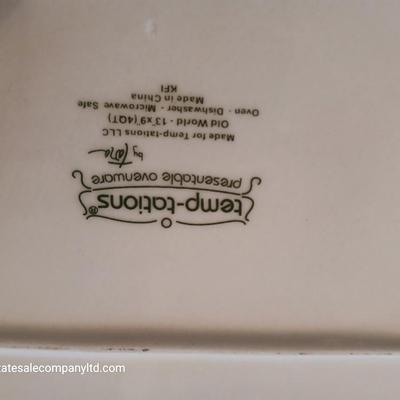 temp-tations®
presentable ovenware
by Tara
Made for Temp-tations LLC
Old World - 13"x9"(4QT)
Oven - Dishwasher - Microwave Safe
Made in China
KFI
tatesalecompanyltd.com